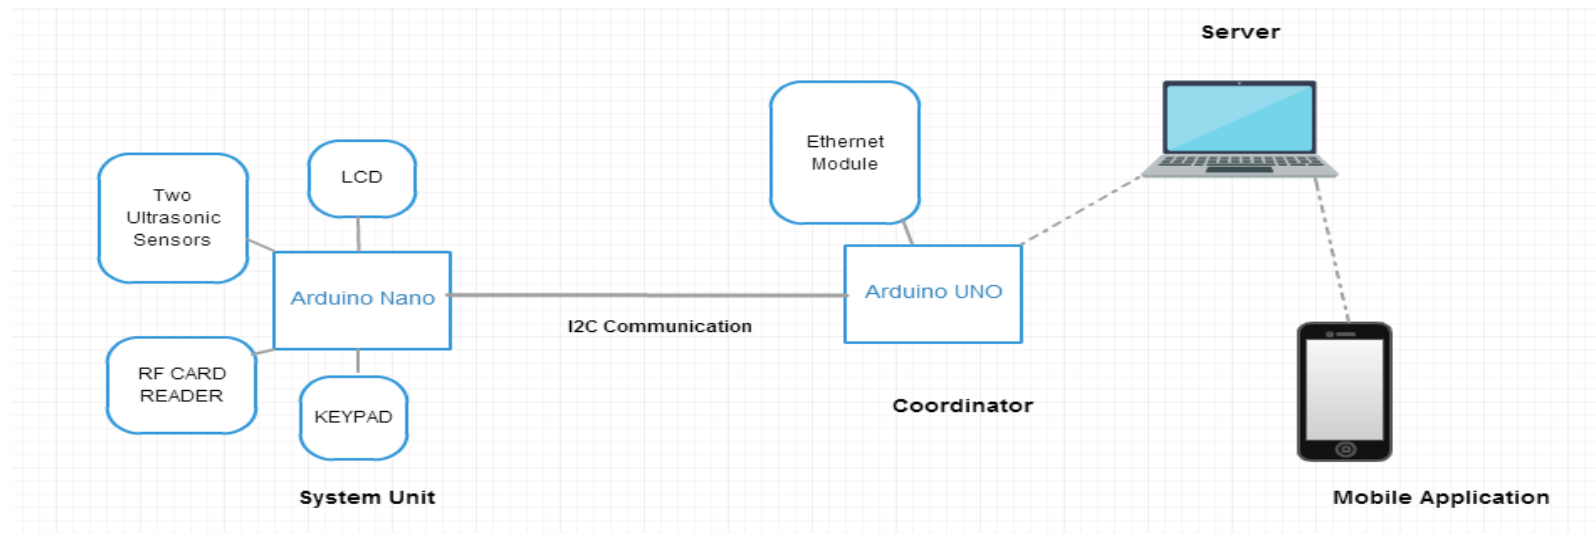 Server
Ethernet
Module
LCD
Two
Ultrasonic
Sensors
Arduino Nano
Arduino UNO
I2C Communication
RF CARD
READER
KEYPAD
Coordinator
System Unit
Mobile Application